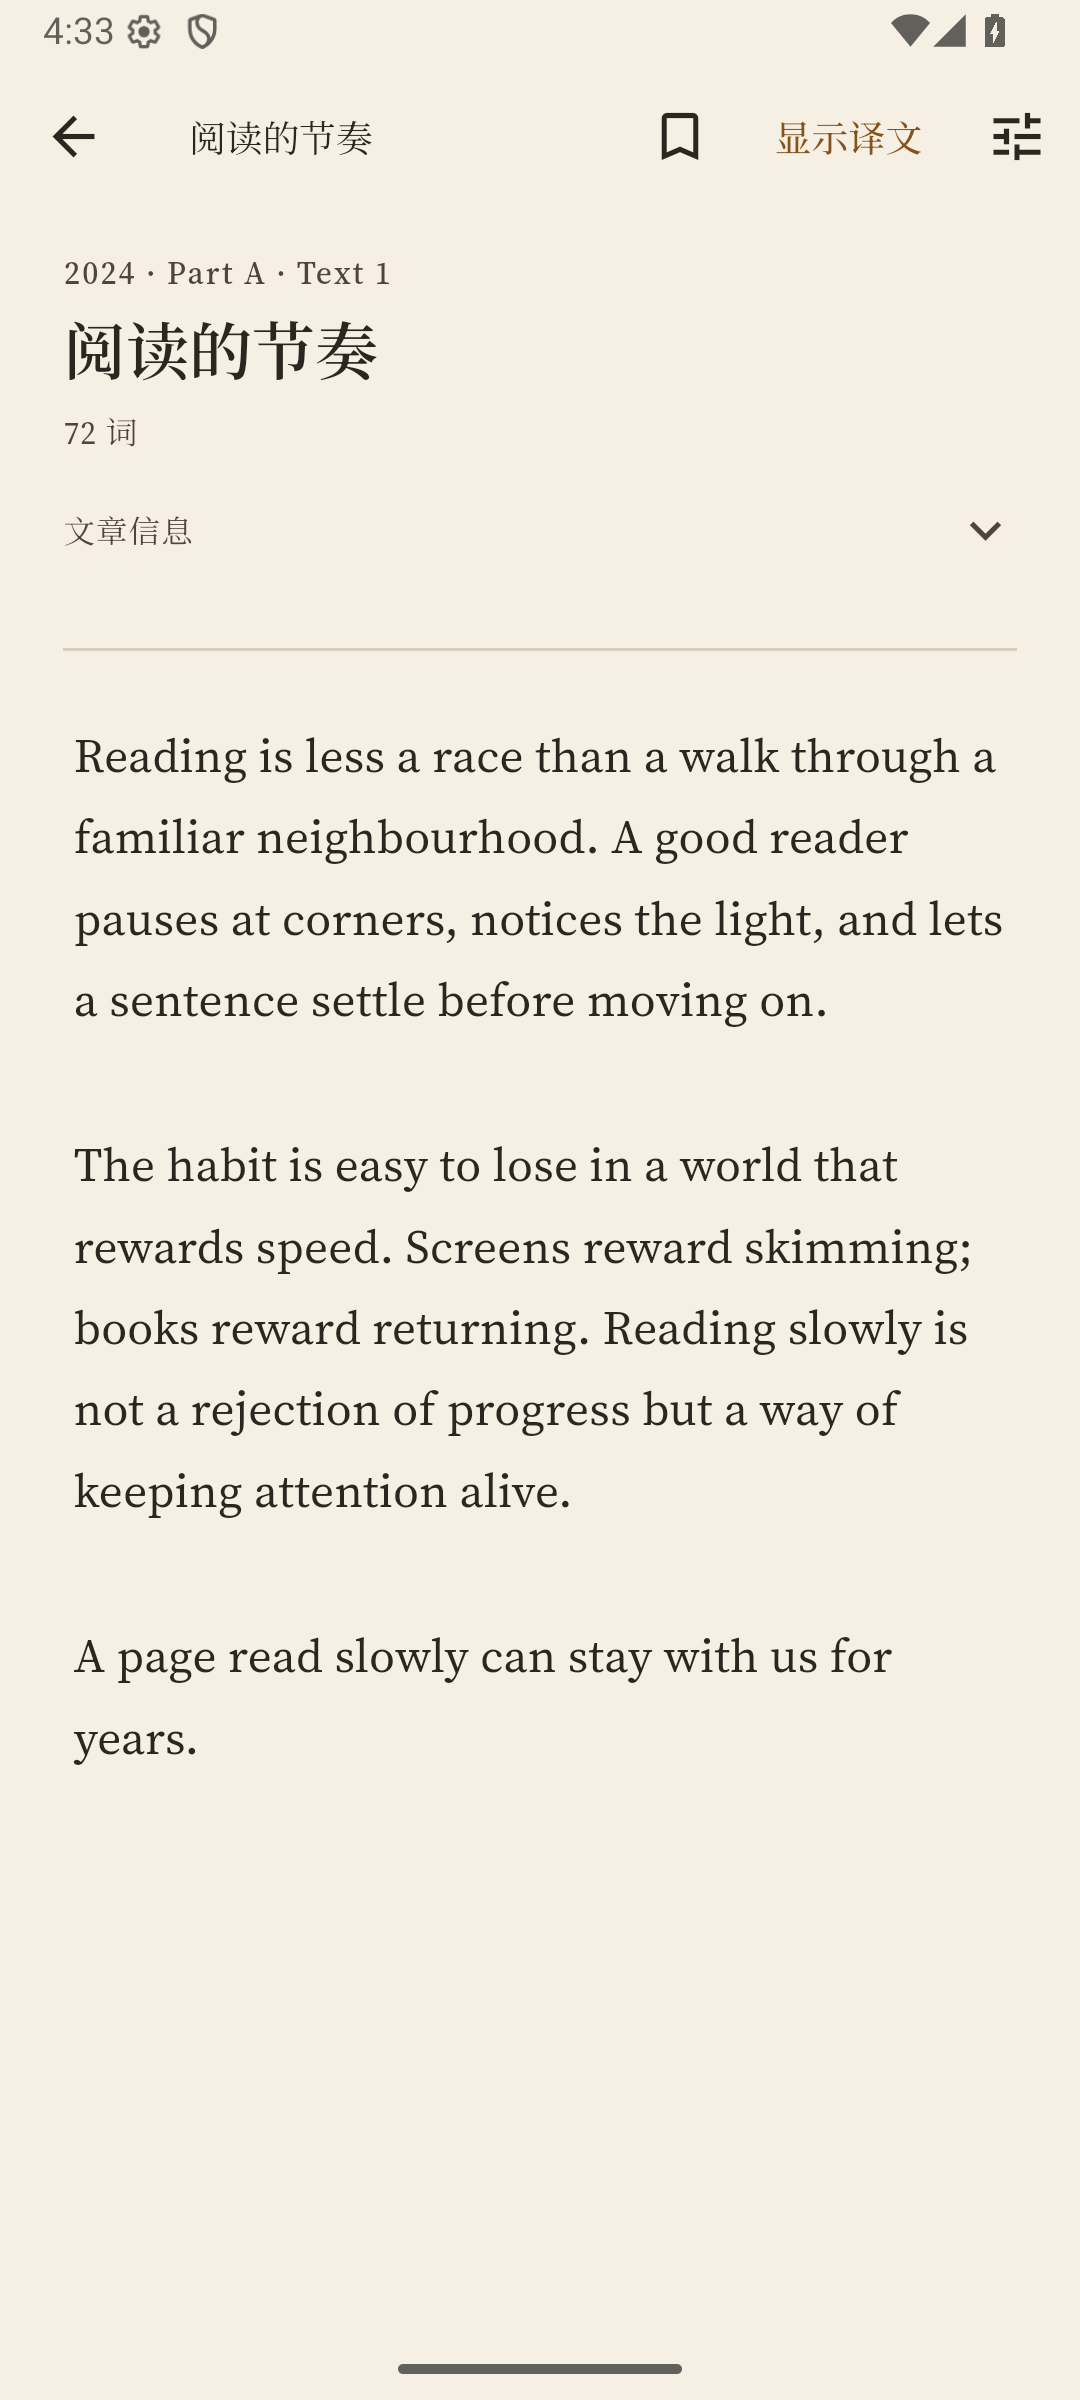 4:33
阅读的节奏
显示译文
2024 · Part A · Text 1
阅读的节奏
72 词
文章信息
Reading is less a race than a walk through a
familiar neighbourhood. A good reader
pauses at corners, notices the light, and lets
a sentence settle before moving on.
The habit is easy to lose in a world that
rewards speed. Screens reward skimming;
books reward returning. Reading slowly is
not a rejection of progress but a way of
keeping attention alive.
A page read slowly can stay with us for
years.